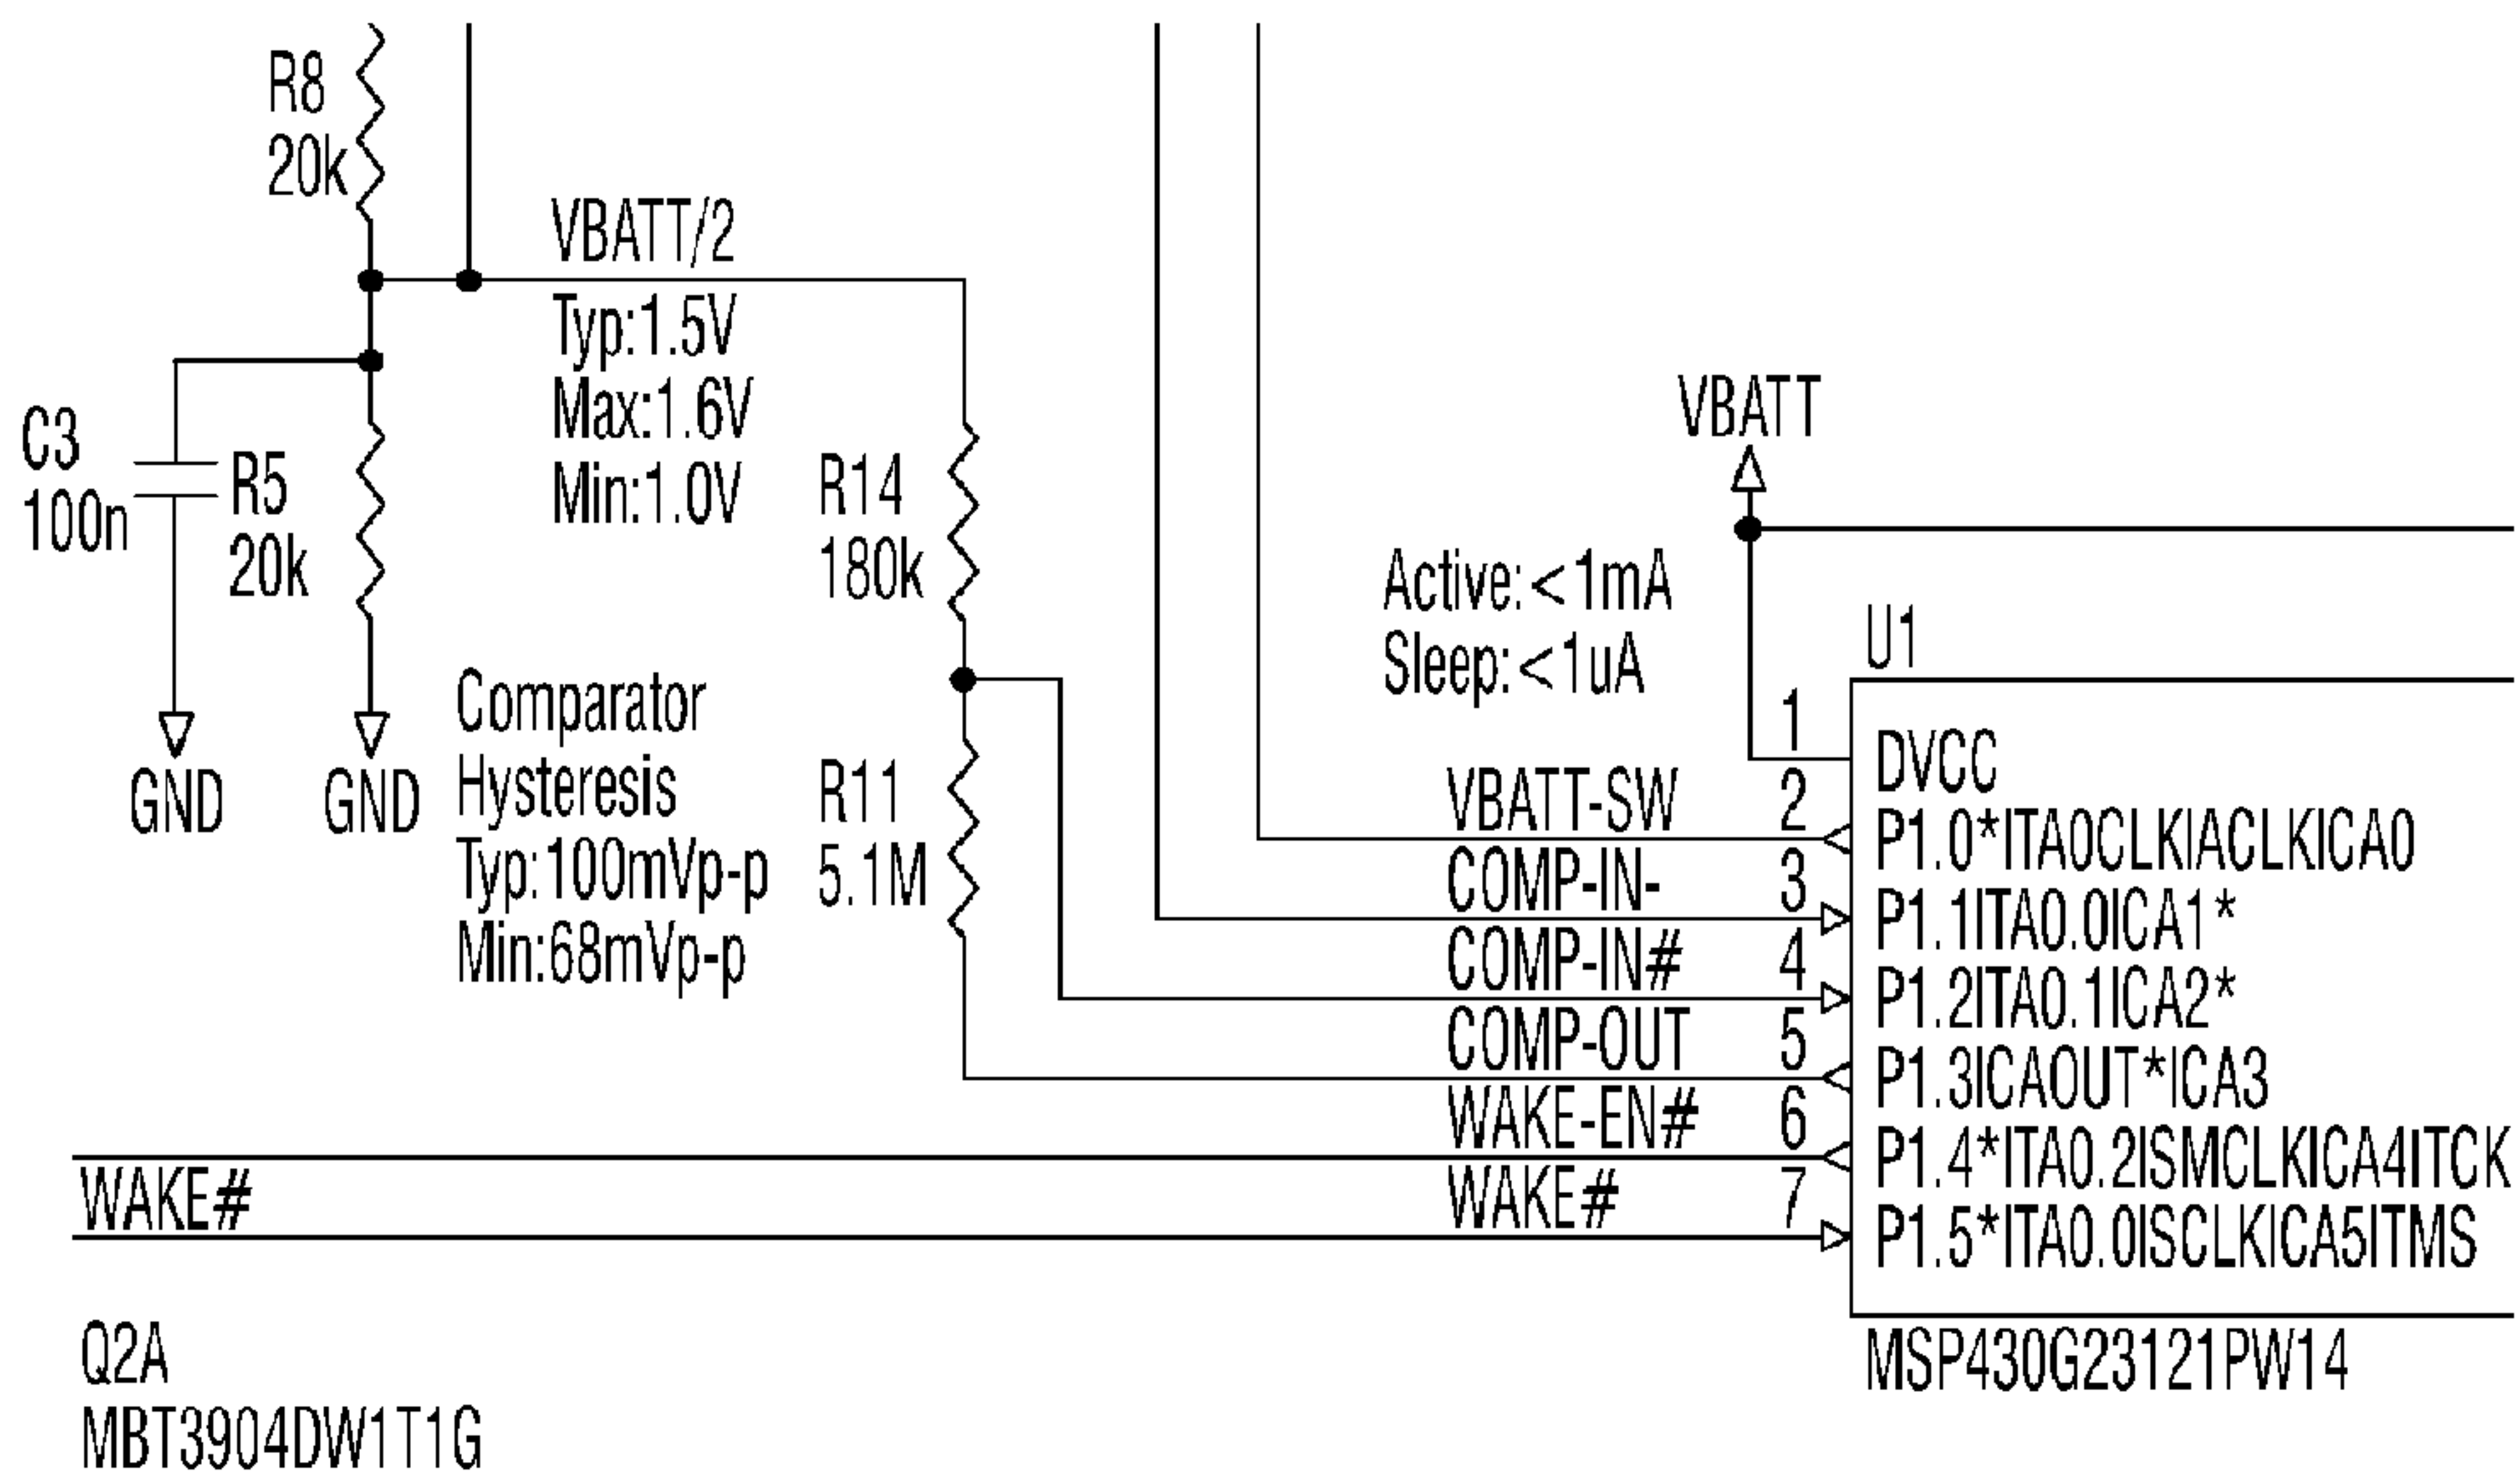 R8
20k
VBATT/2
Typ:1.5V
Max:1.6V
Min:1.0V
C3
100n
R5
20k
GND
GND
R14
180k
Comparator
Hysteresis
Typ:100mVp-p
Min:68mVp-p
R11
5.1M
VBATT
Active:<1mA
Sleep:<1uA
U1
1
DVCC
VBATT-SW
2
P1.0*ITA0CLKIACLKICA0
COMP-IN-
3
P1.1ITA0.0ICA1*
COMP-IN#
4
P1.2ITA0.1ICA2*
COMP-OUT
5
P1.3ICAOUT*ICA3
WAKE-EN#
6
P1.4*ITA0.2ISMCLKICA4ITCK
WAKE#
WAKE#
7
P1.5*ITA0.0ISCLKICA5ITMS
MSP430G23121PW14
Q2A
MBT3904DW1T1G